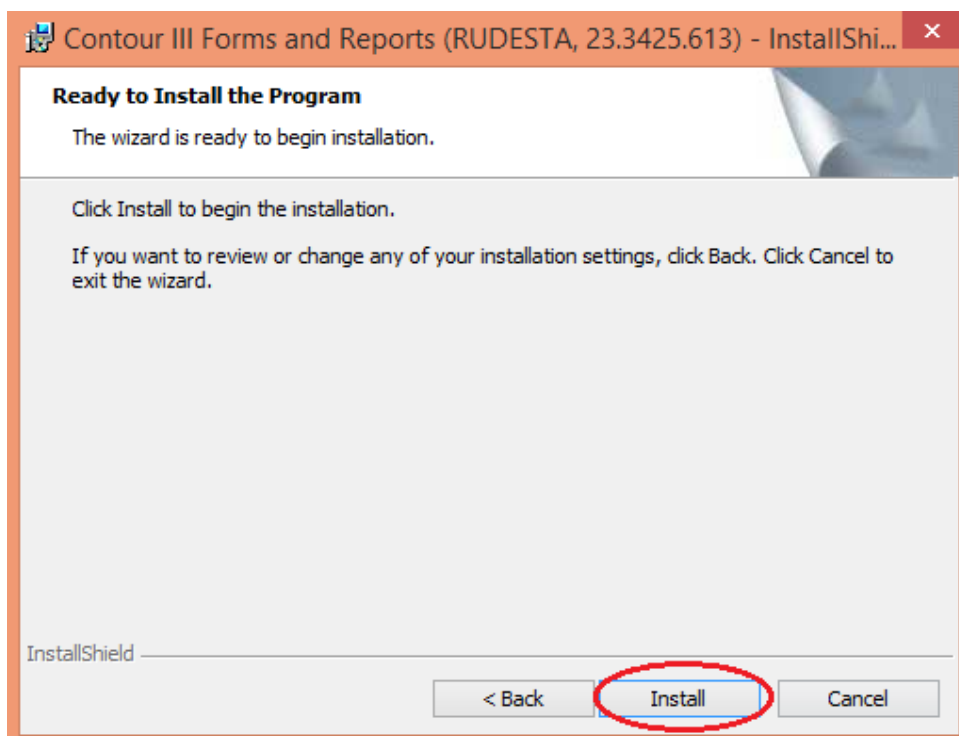 Contour III Forms and Reports (RUDESTA, 23.3425.613) - InstallShi...
Ready to Install the Program
The wizard is ready to begin installation.
Click Install to begin the installation.
If you want to review or change any of your installation settings, click Back. Click Cancel to
exit the wizard.
InstallShield
< Back Install Cancel